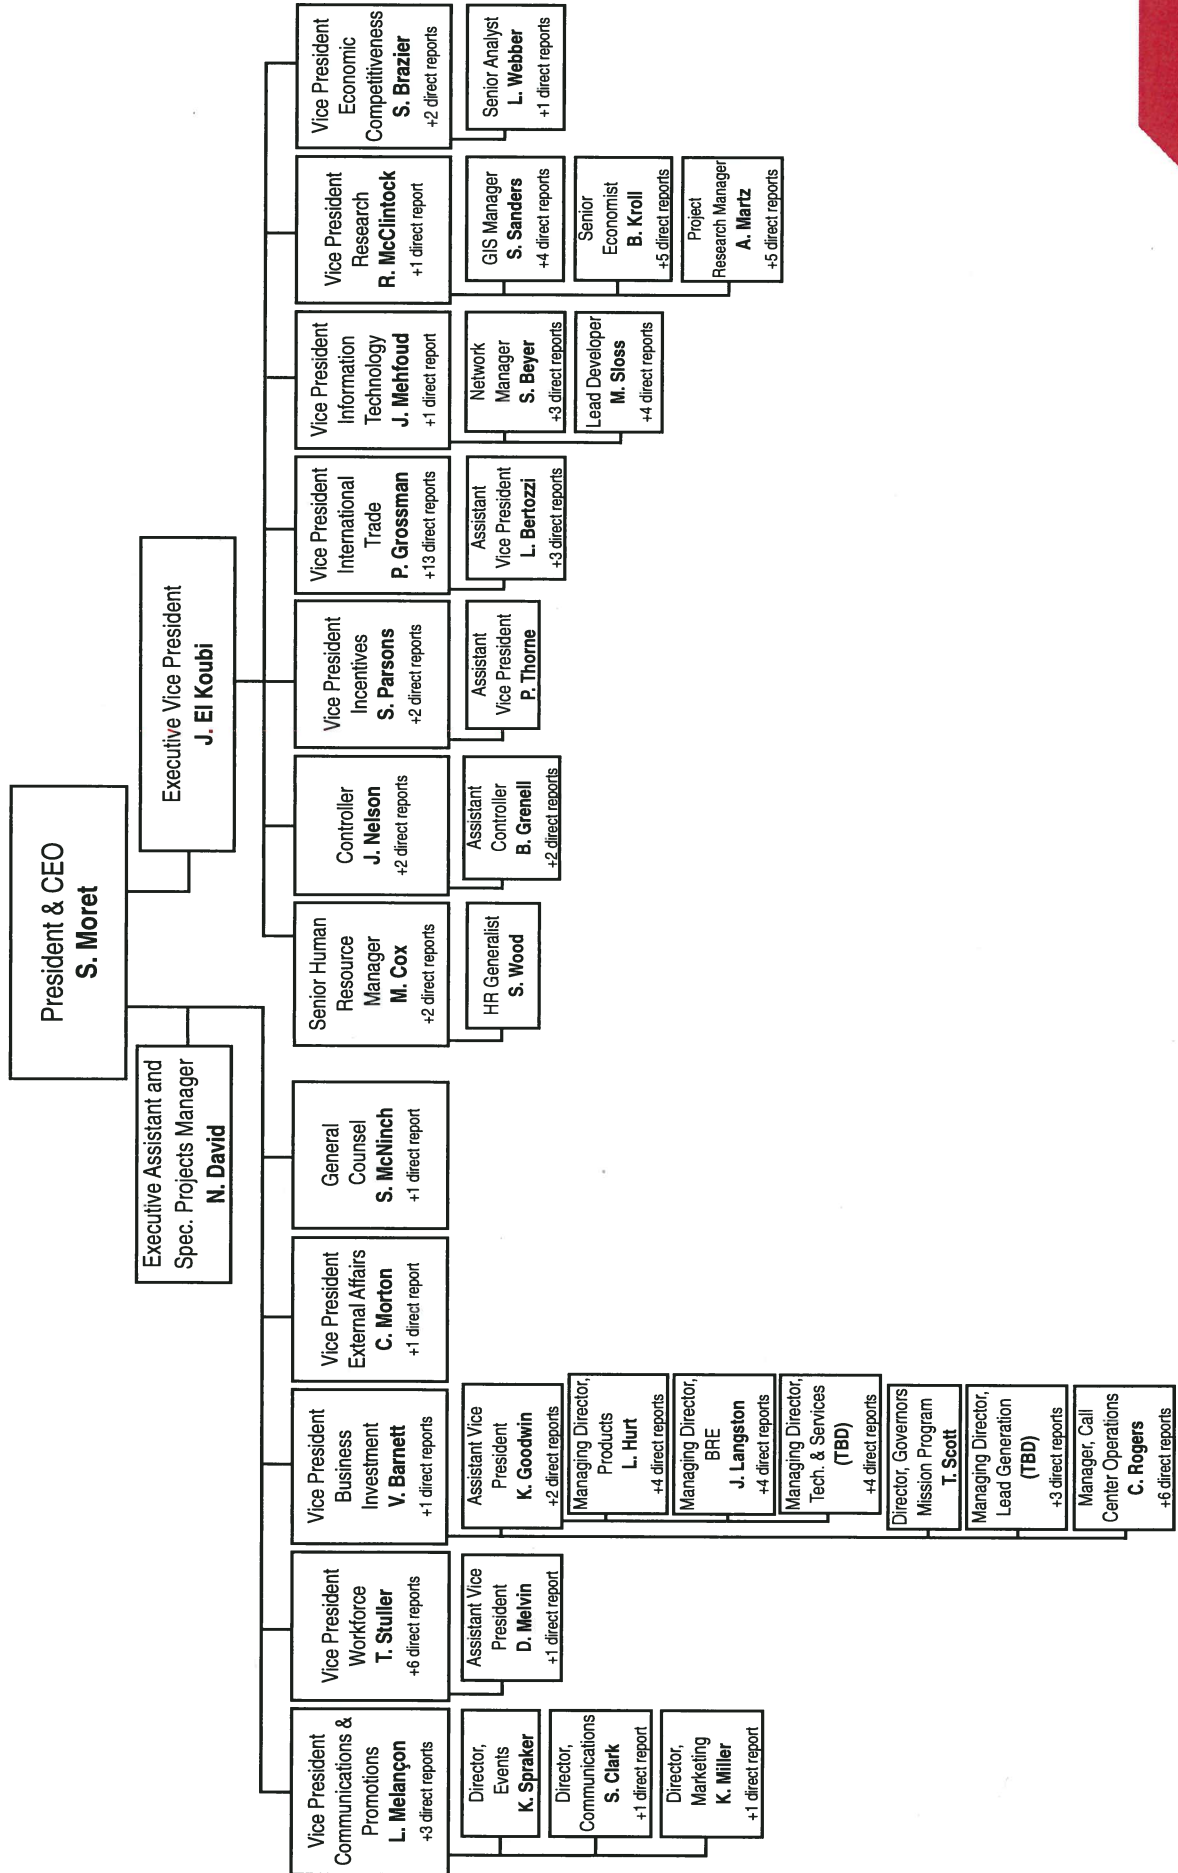 President & CEO
S. Moret
Executive Assistant and
Spec. Projects Manager
N. David
Executive Vice President
J. El Koubi
Vice President
Communications &
Promotions
L. Melançon
+3 direct reports
Director,
Events
K. Spraker
Director,
Communications
S. Clark
+1 direct report
Director,
Marketing
K. Miller
+1 direct report
Vice President
Workforce
T. Stuller
+6 direct reports
Assistant Vice
President
D. Melvin
+1 direct report
Vice President
Business
Investment
V. Barnett
+1 direct reports
Assistant Vice
President
K. Goodwin
+2 direct reports
Managing Director,
Products
L. Hurt
+4 direct reports
Managing Director,
BRE
J. Langston
+4 direct reports
Managing Director,
Tech. & Services
(TBD)
+4 direct reports
Director, Governors
Mission Program
T. Scott
Managing Director,
Lead Generation
(TBD)
+3 direct reports
Manager, Call
Center Operations
C. Rogers
+6 direct reports
Vice President
External Affairs
C. Morton
+1 direct report
General
Counsel
S. McNinch
+1 direct report
Senior Human
Resource
Manager
M. Cox
+2 direct reports
HR Generalist
S. Wood
Controller
J. Nelson
+2 direct reports
Assistant
Controller
B. Grenell
+2 direct reports
Vice President
Incentives
S. Parsons
+2 direct reports
Assistant
Vice President
P. Thorne
Vice President
International
Trade
P. Grossman
+13 direct reports
Assistant
Vice President
L. Bertozzi
+3 direct reports
Vice President
Information
Technology
J. Mehfoud
+1 direct report
Network
Manager
S. Beyer
+3 direct reports
Lead Developer
M. Sloss
+4 direct reports
Vice President
Research
R. McClintock
+1 direct report
GIS Manager
S. Sanders
+4 direct reports
Senior
Economist
B. Kroll
+5 direct reports
Project
Research Manager
A. Martz
+5 direct reports
Vice President
Economic
Competitiveness
S. Brazier
+2 direct reports
Senior Analyst
L. Webber
+1 direct reports